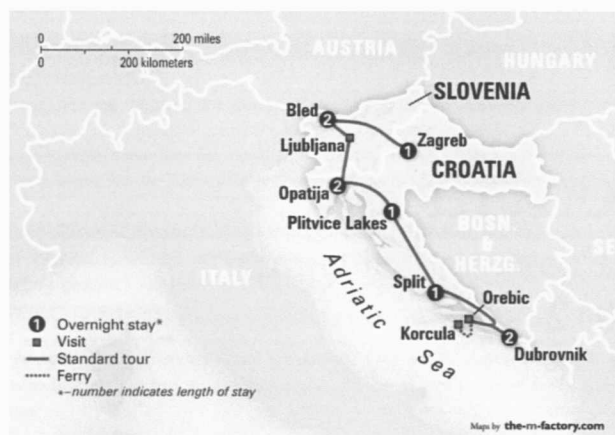 0 200 miles
0 200 kilometers
AUSTRIA
HUNGARY
SLOVENIA
Bled
2
Ljubljana
Zagreb
1
CROATIA
Opatija
2
Plitvice Lakes
1
BOSN.
&
HERZG.
SE
ITALY
Adriatic Sea
Split
1
Orebic
Korcula
2
Dubrovnik
1 Overnight stay*
Visit
Standard tour
Ferry
*–number indicates length of stay
Maps by the-m-factory.com